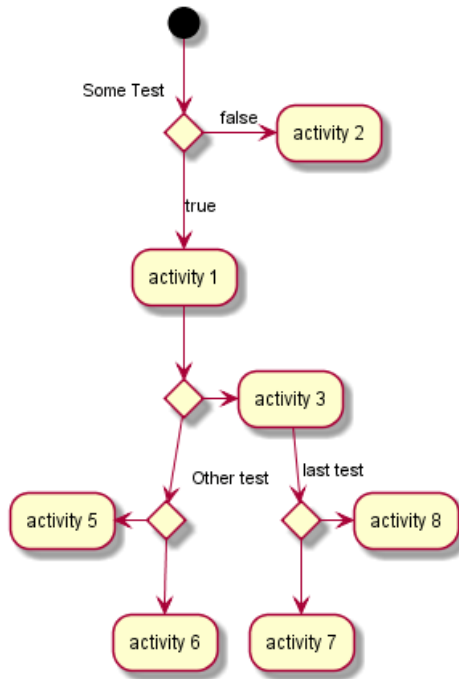 Some Test
false
activity 2
true
activity 1
activity 3
Other test
last test
activity 5
activity 8
activity 6
activity 7